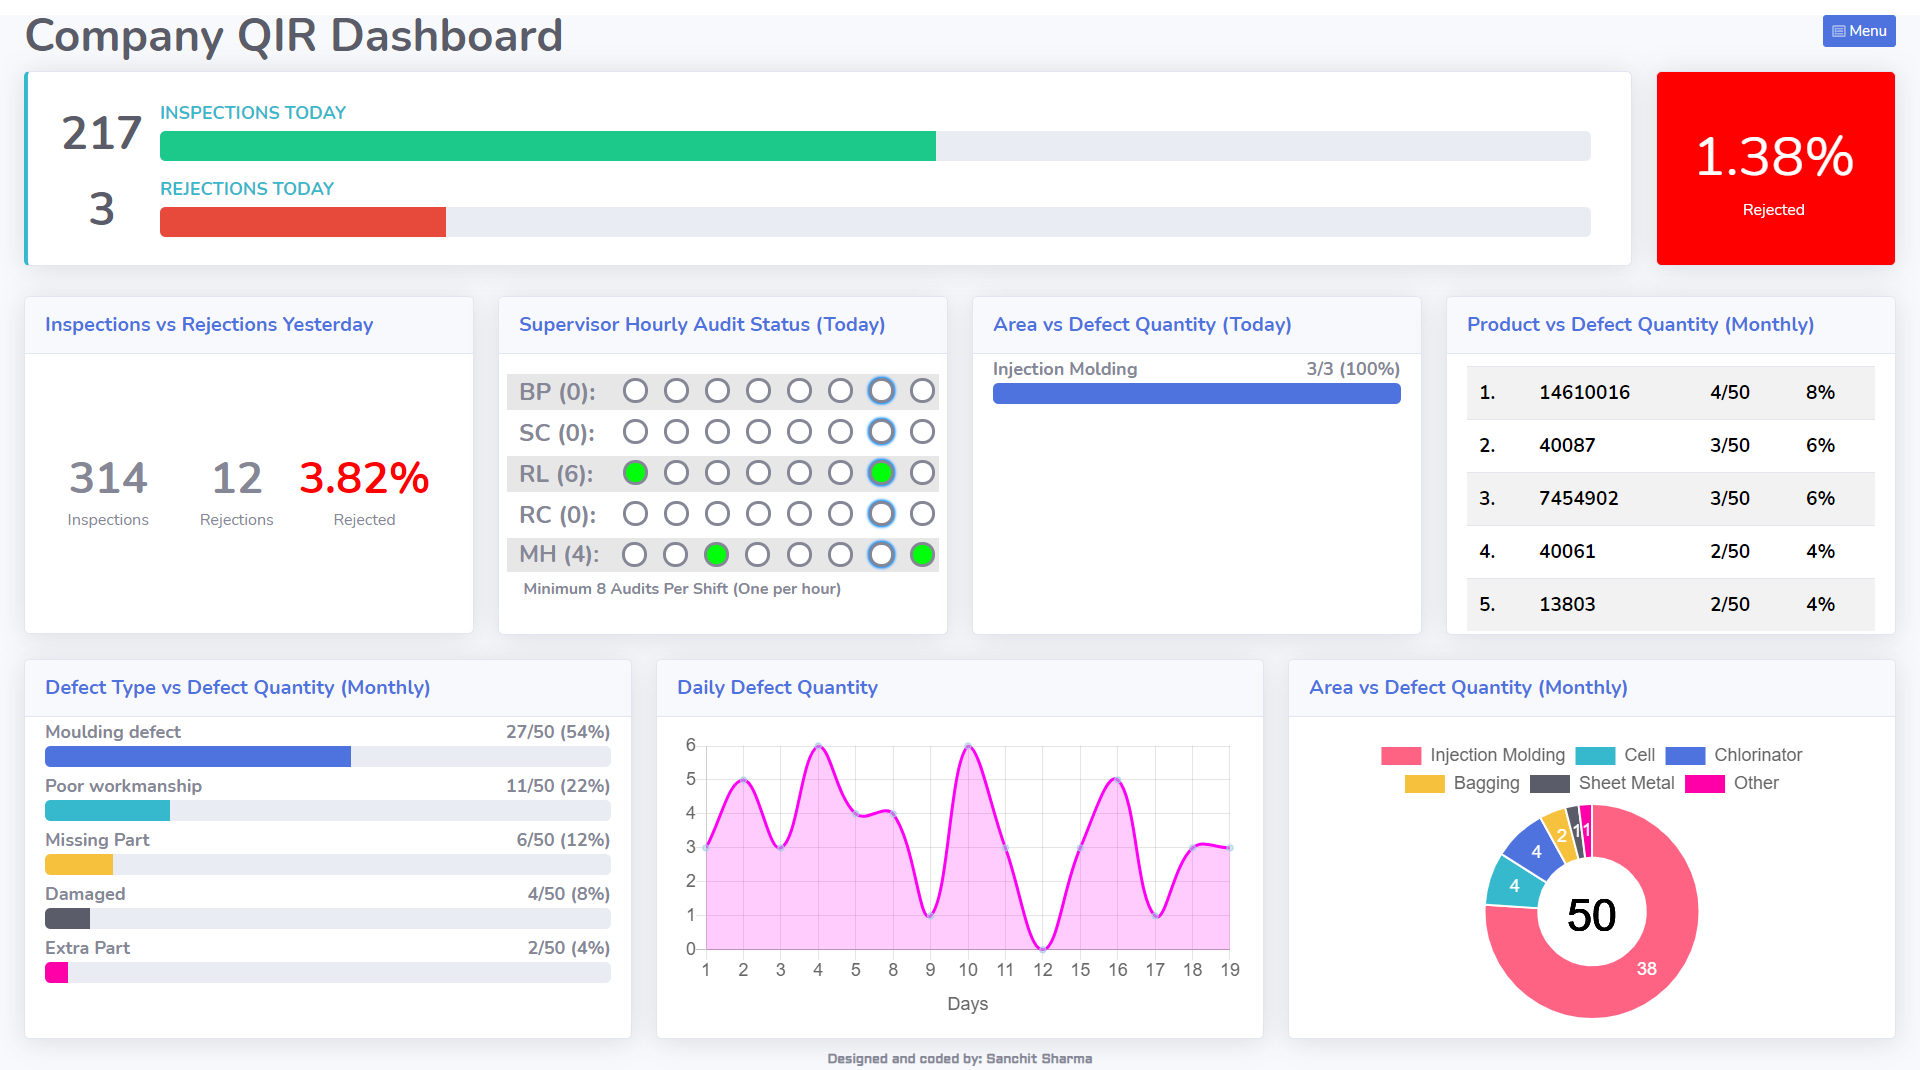 Company QIR Dashboard
Menu
217
INSPECTIONS TODAY
3
REJECTIONS TODAY
1.38%
Rejected
Inspections vs Rejections Yesterday
314 12 3.82%
Inspections Rejections Rejected
Supervisor Hourly Audit Status (Today)
BP (0):
SC (0):
RL (6):
RC (0):
MH (4):
Minimum 8 Audits Per Shift (One per hour)
Area vs Defect Quantity (Today)
Injection Molding 3/3 (100%)
Product vs Defect Quantity (Monthly)
1. 14610016 4/50 8%
2. 40087 3/50 6%
3. 7454902 3/50 6%
4. 40061 2/50 4%
5. 13803 2/50 4%
Defect Type vs Defect Quantity (Monthly)
Moulding defect 27/50 (54%)
Poor workmanship 11/50 (22%)
Missing Part 6/50 (12%)
Damaged 4/50 (8%)
Extra Part 2/50 (4%)
Daily Defect Quantity
6
5
4
3
2
1
0
1 2 3 4 5 8 9 10 11 12 15 16 17 18 19
Days
Area vs Defect Quantity (Monthly)
Injection Molding Cell Chlorinator
Bagging Sheet Metal Other
4 4 2 1 1
50
38
Designed and coded by: Sanchit Sharma